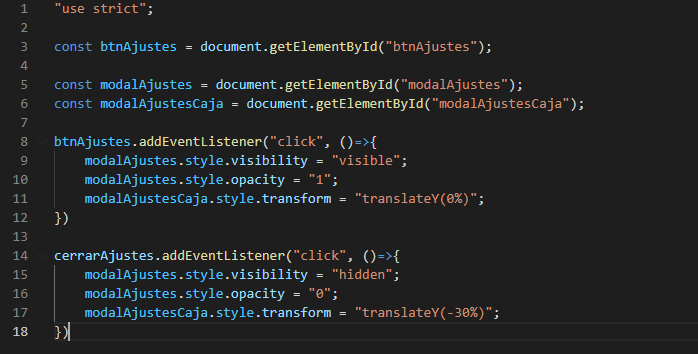 1 "use strict";
2
3 const btnAjustes = document.getElementById("btnAjustes");
4
5 const modalAjustes = document.getElementById("modalAjustes");
6 const modalAjustesCaja = document.getElementById("modalAjustesCaja");
7
8 btnAjustes.addEventListener("click", ()=>{
9     modalAjustes.style.visibility = "visible";
10     modalAjustes.style.opacity = "1";
11     modalAjustesCaja.style.transform = "translateY(0%)";
12 })
13
14 cerrarAjustes.addEventListener("click", ()=>{
15     modalAjustes.style.visibility = "hidden";
16     modalAjustes.style.opacity = "0";
17     modalAjustesCaja.style.transform = "translateY(-30%)";
18 })